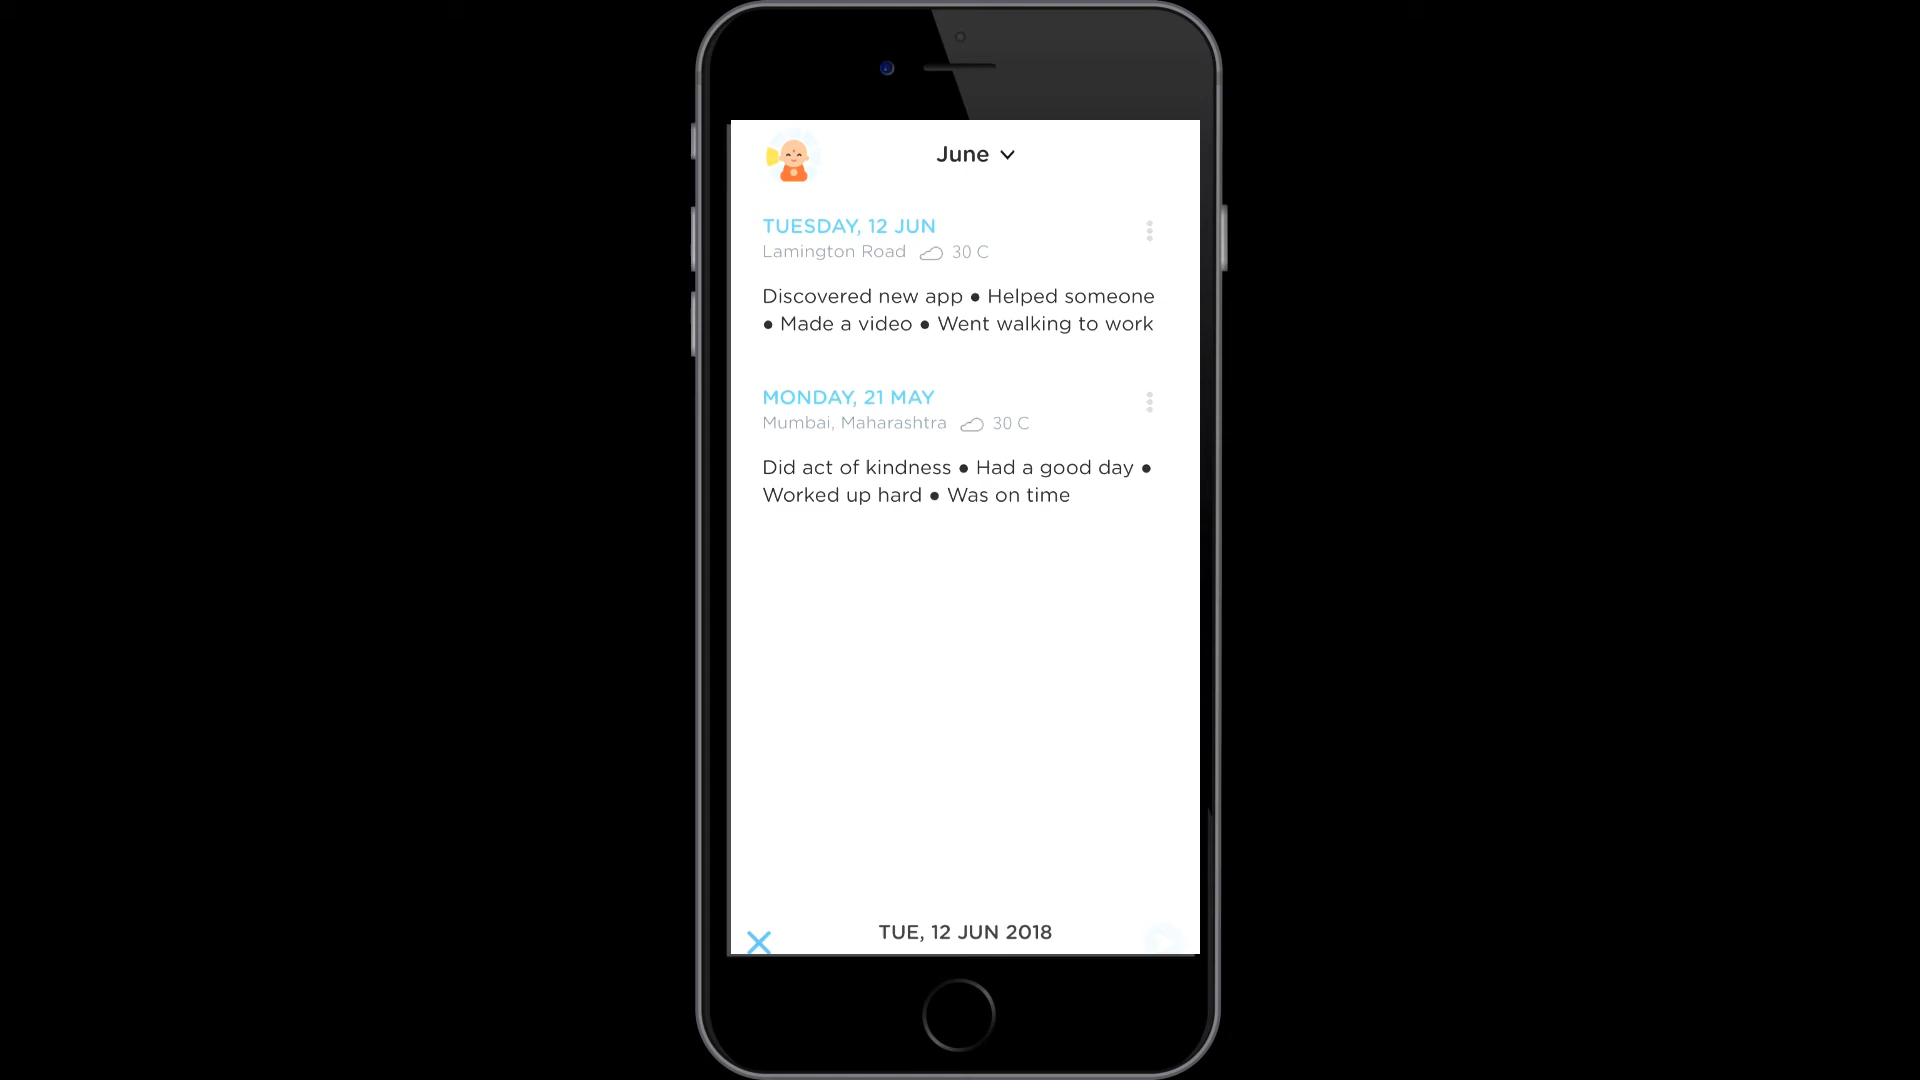 June
TUESDAY, 12 JUN
Lamington Road 30 C
Discovered new app ● Helped someone
● Made a video ● Went walking to work
MONDAY, 21 MAY
Mumbai, Maharashtra 30 C
Did act of kindness ● Had a good day ●
Worked up hard ● Was on time
TUE, 12 JUN 2018